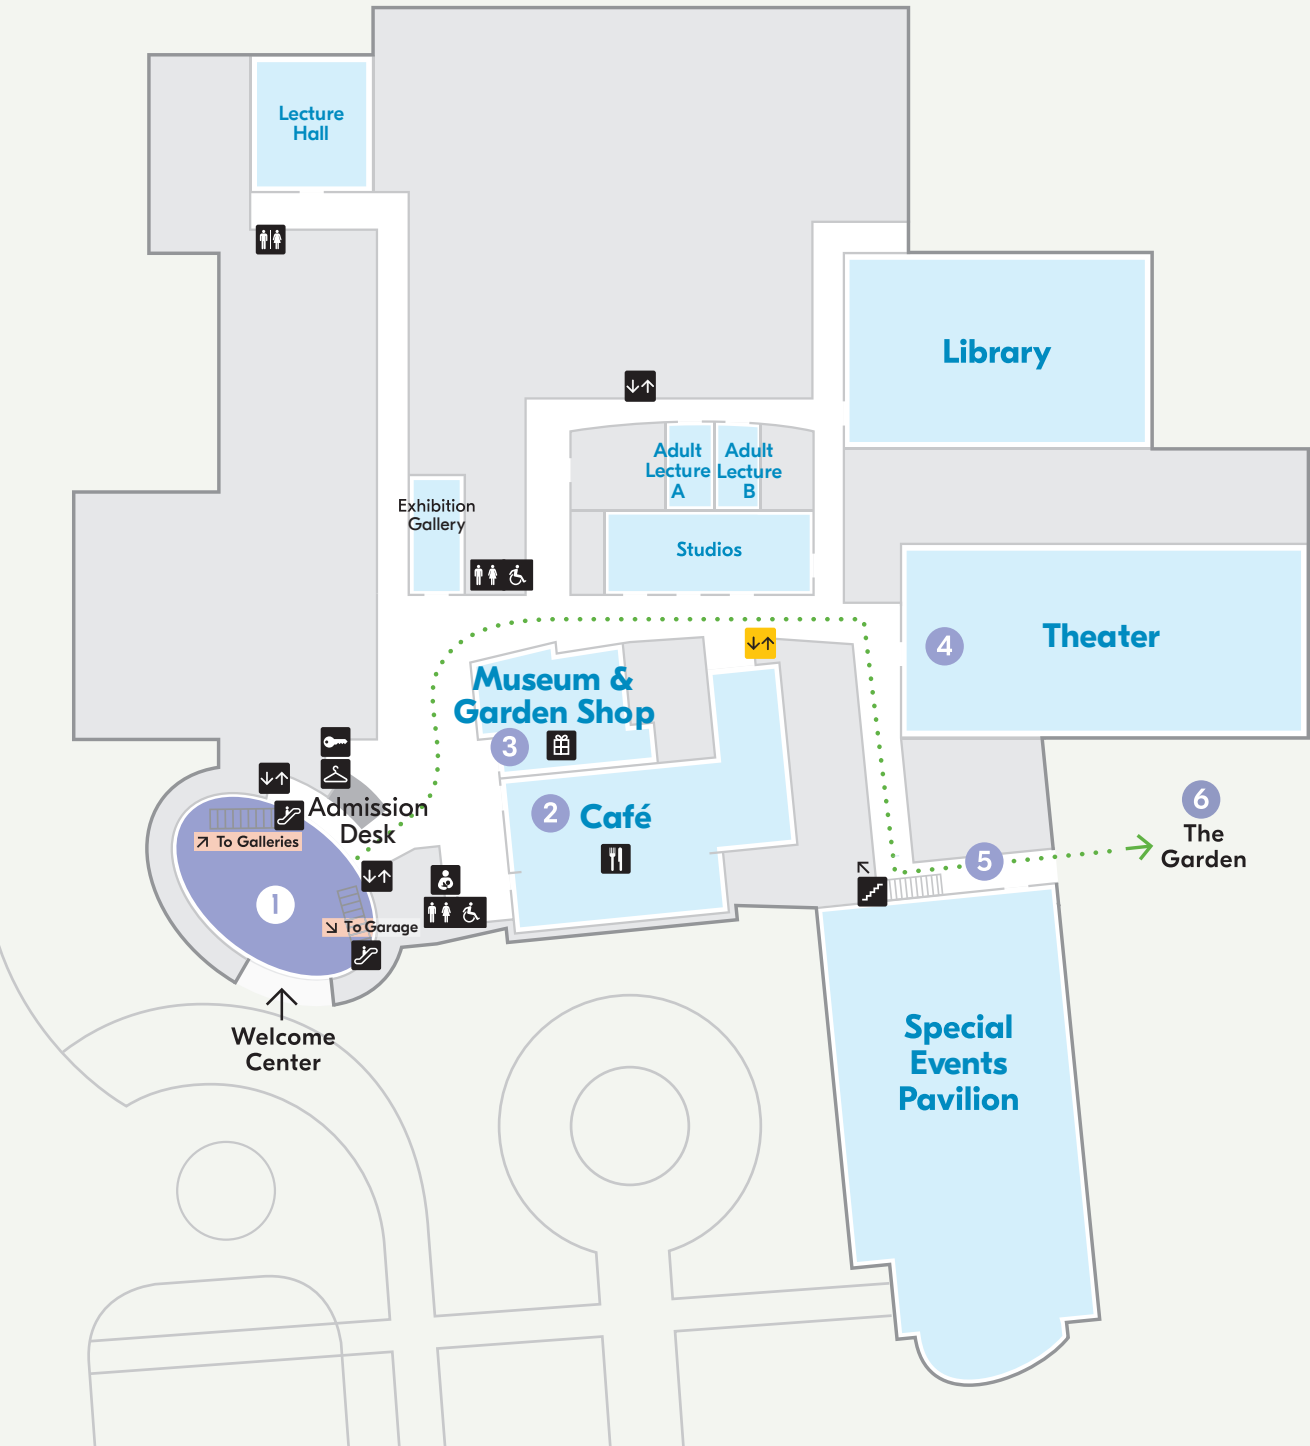 Lecture
Hall
Library
Adult
Lecture
A
Adult
Lecture
B
Exhibition
Gallery
Studios
4
Theater
Museum &
Garden Shop
3
2
Café
Admission
Desk
To Galleries
1
To Garage
5
6
The
Garden
Welcome
Center
Special
Events
Pavilion